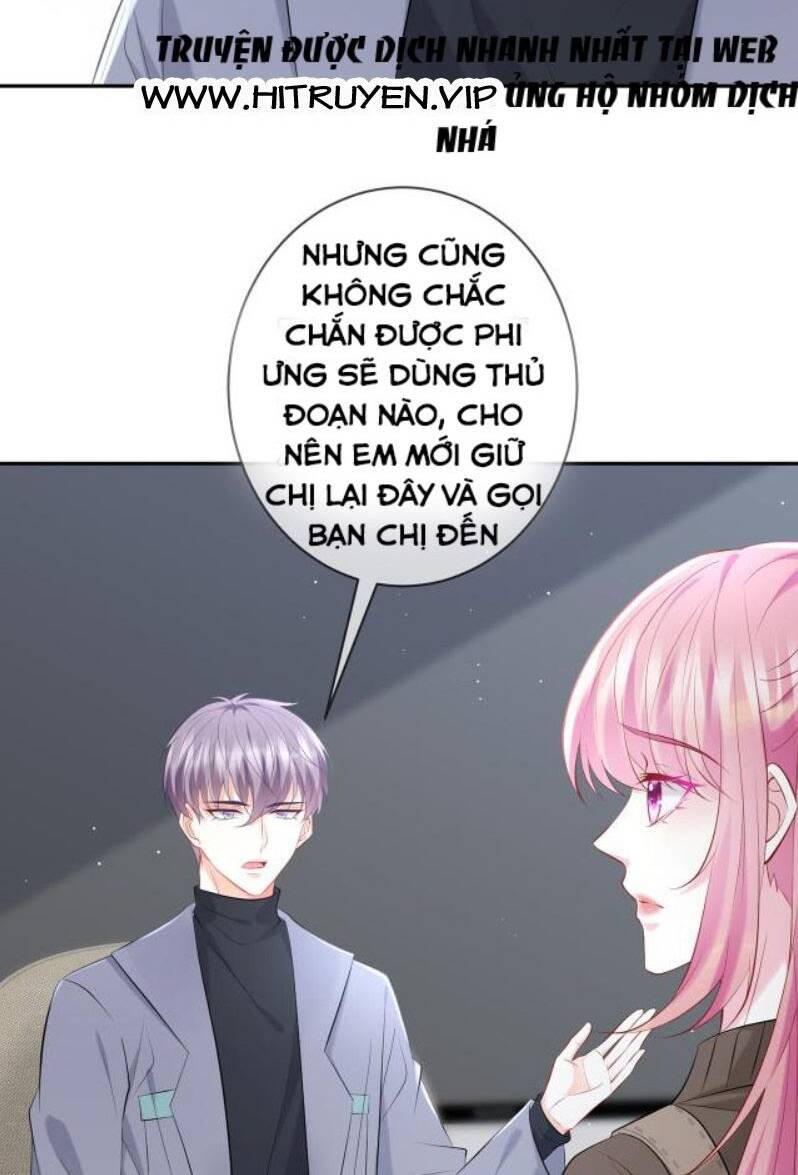 TRUYỆN ĐƯỢC DỊCH NHANH NHẤT TẠI WEB
WWW.HITRUYEN.VIP ỦNG HỘ NHÓM DỊCH
NHÁ
NHƯNG CŨNG
KHÔNG CHẮC
CHẮN ĐƯỢC PHI
ƯNG SẼ DÙNG THỦ
ĐOẠN NÀO, CHO
NÊN EM MỚI GIỮ
CHỊ LẠI ĐÂY VÀ GỌI
BẠN CHỊ ĐẾN